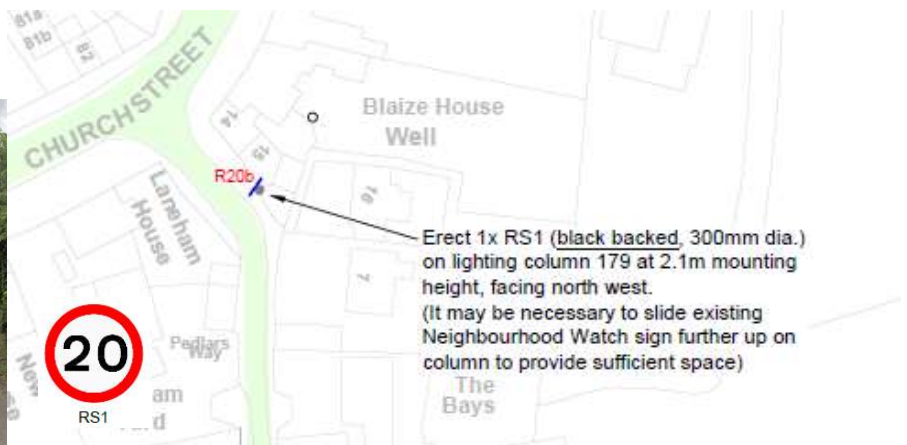 81a
81b
82
CHURCHSTREET
14
15
Blaize House
Well
R20b
16
Laneham
House
7
Erect 1x RS1 (black backed, 300mm dia.)
on lighting column 179 at 2.1m mounting
height, facing north west.
(It may be necessary to slide existing
Neighbourhood Watch sign further up on
column to provide sufficient space)
20
RS1
Pedlars
Way
New
am
The
Bays